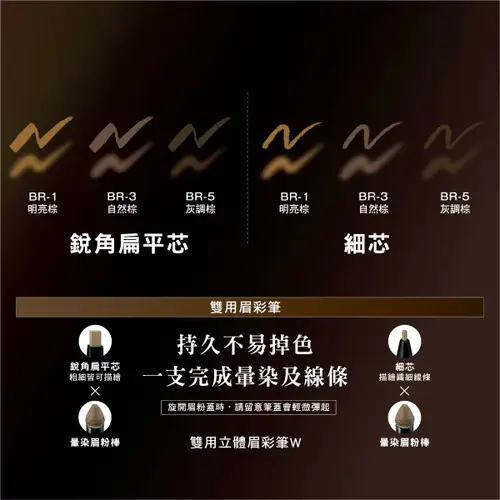 BR-1
明亮棕
BR-3
自然棕
BR-5
灰調棕
銳角扁平芯
BR-1
明亮棕
BR-3
自然棕
BR-5
灰調棕
細芯
雙用眉彩筆
銳角扁平芯
粗細皆可描繪
×
暈染眉粉棒
持久不易掉色
一支完成暈染及線條
旋開眉粉蓋時，請留意筆蓋會輕微彈起
雙用立體眉彩筆W
細芯
描繪纖細線條
×
暈染眉粉棒